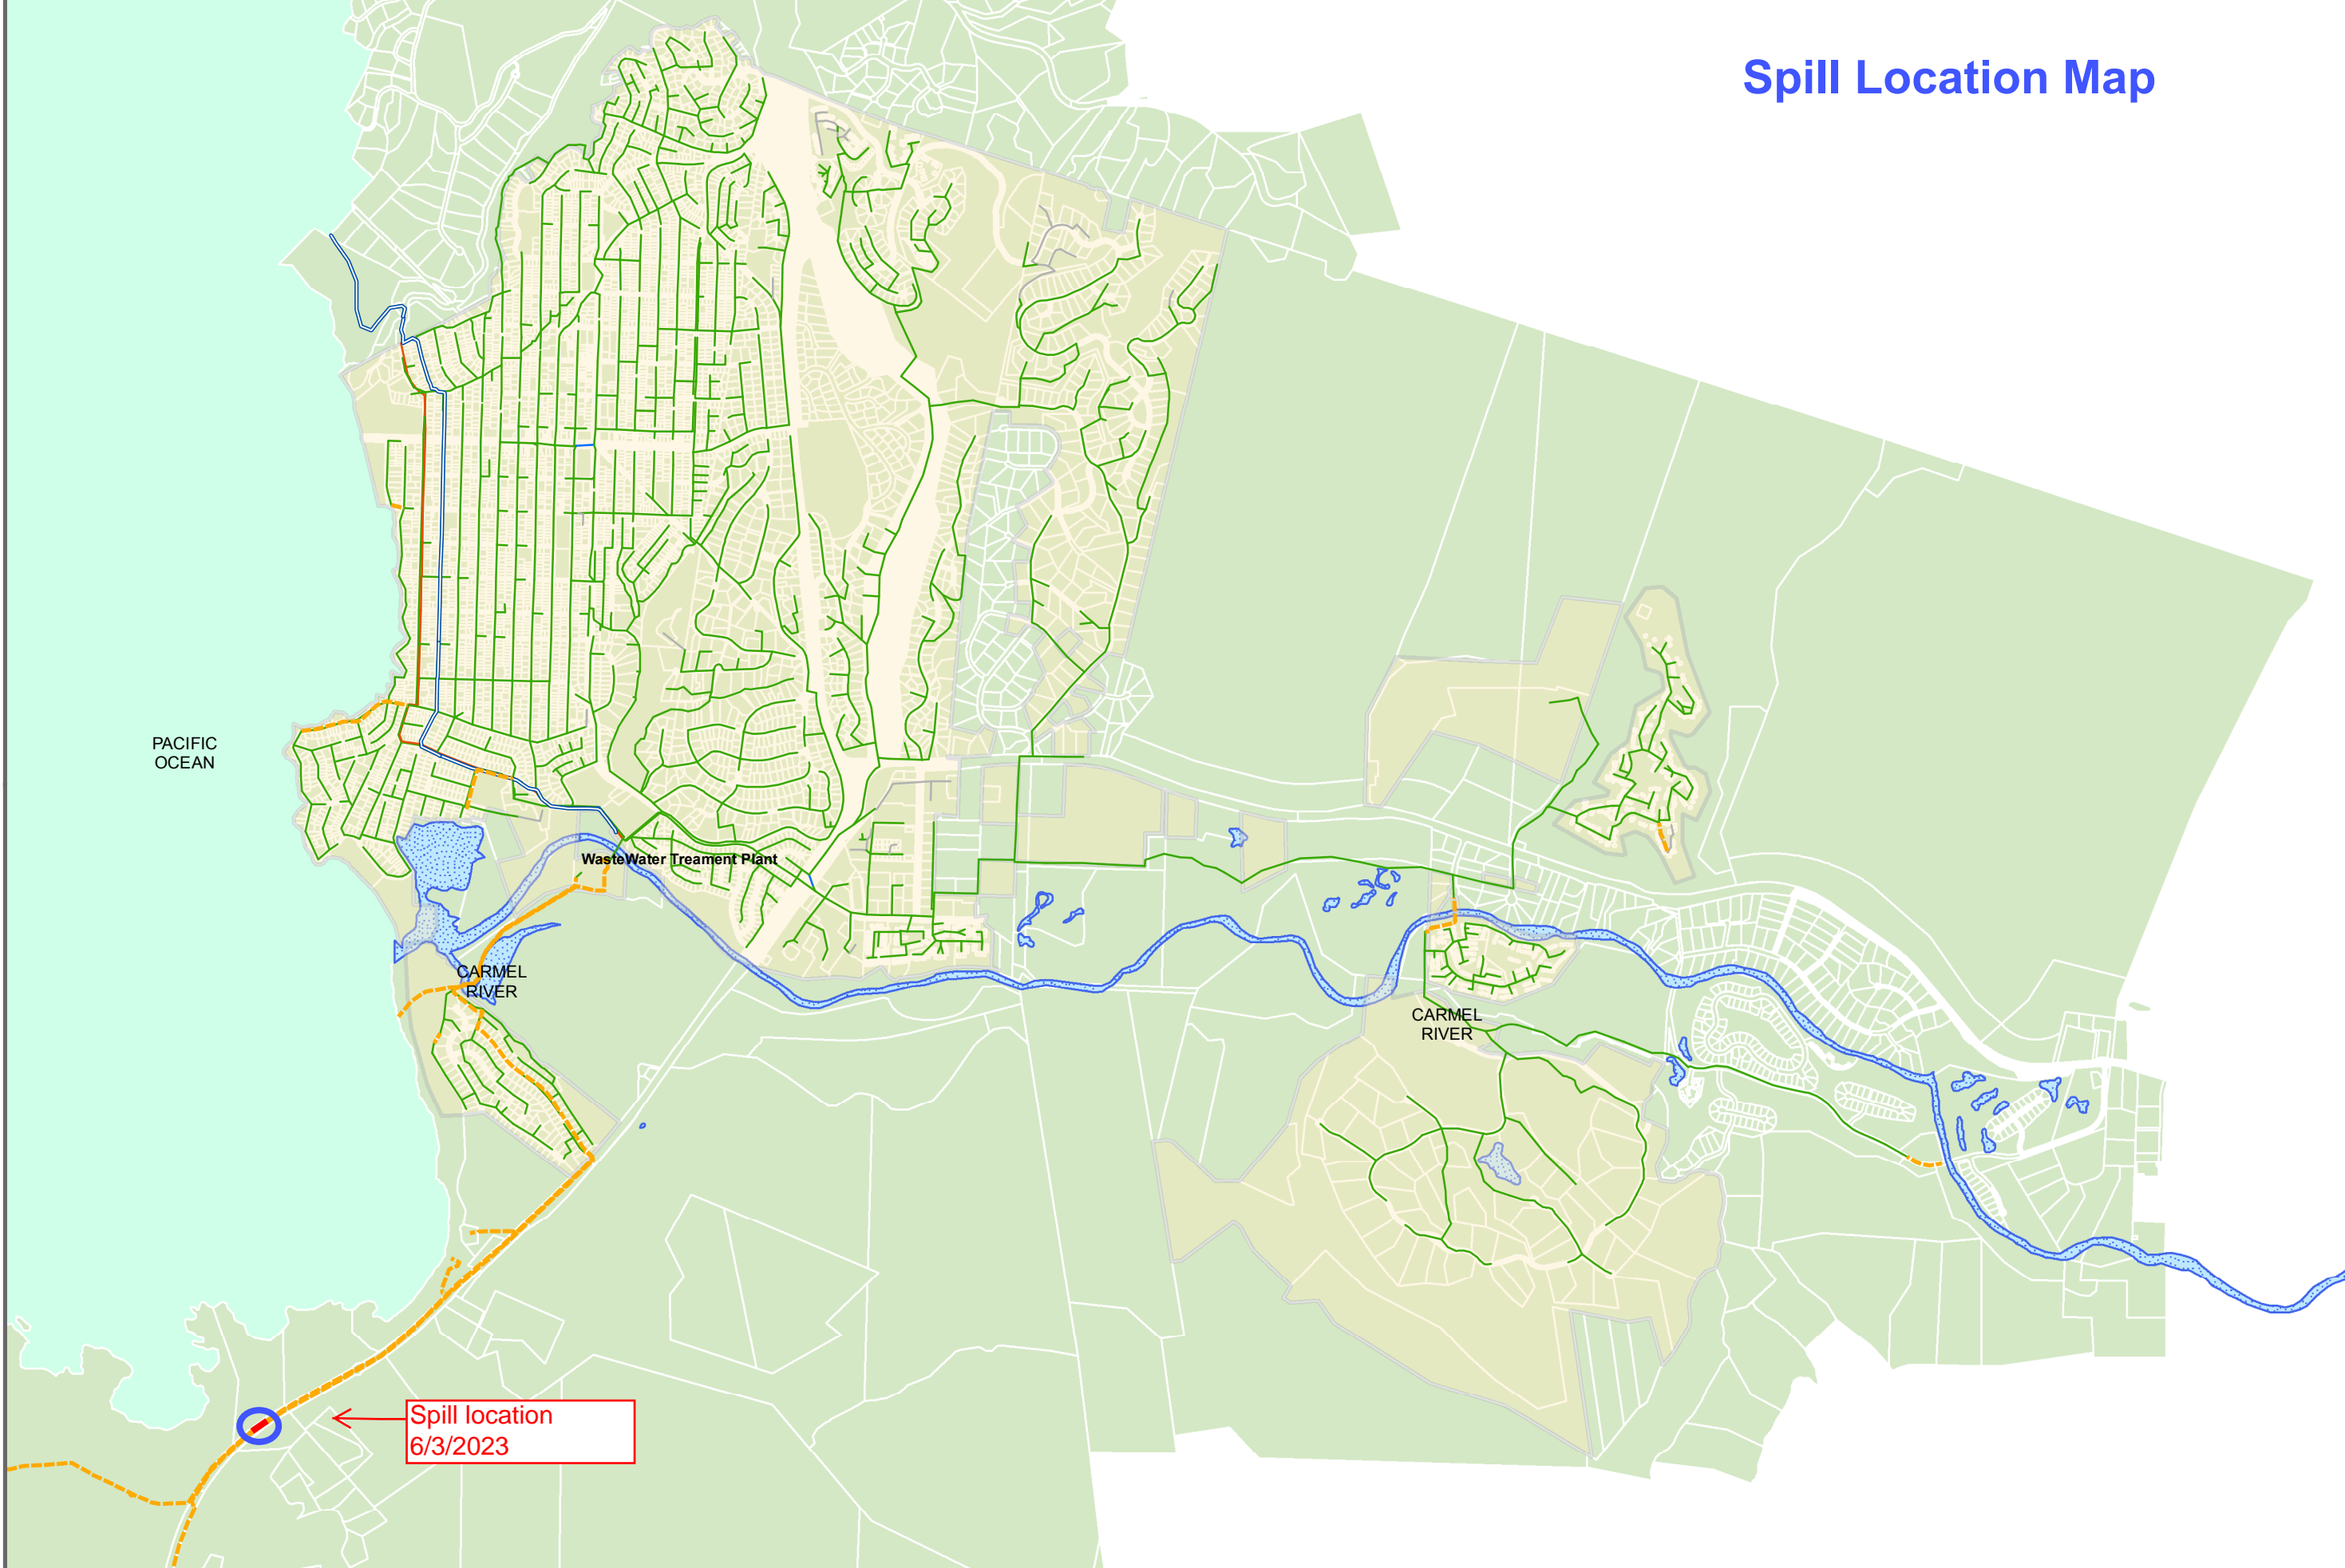 Spill Location Map
PACIFIC
OCEAN
WasteWater Treament Plant
CARMEL
RIVER
CARMEL
RIVER
Spill location
6/3/2023